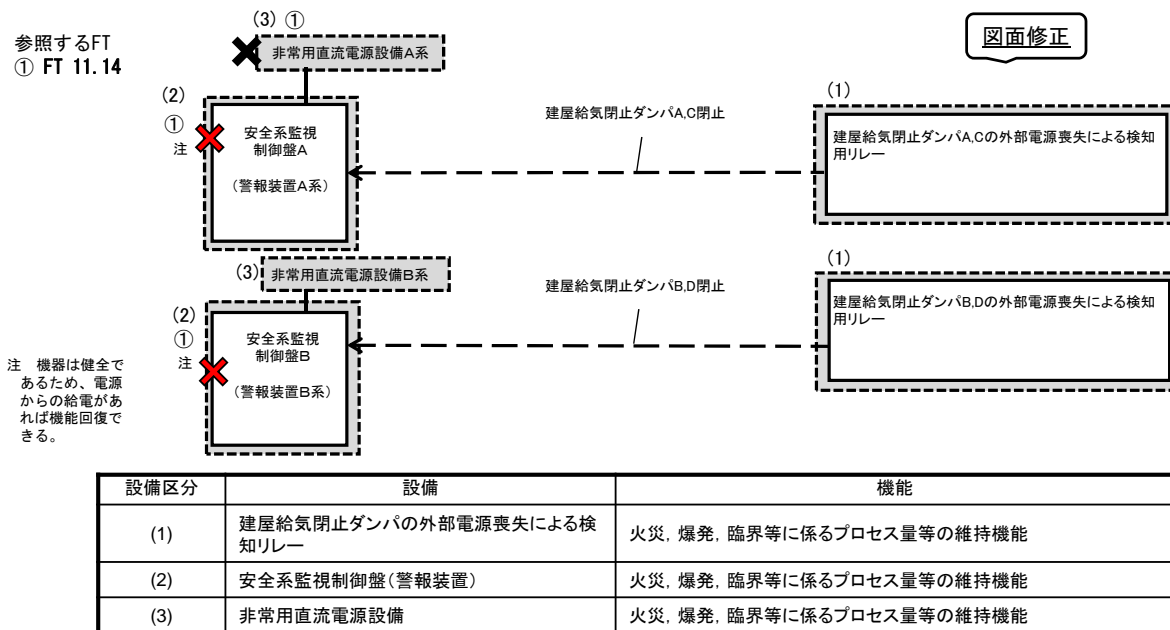 参照するFT
① FT 11.14
図面修正
(3) ①
非常用直流電源設備A系
(2)
①
注
安全系監視
制御盤A
(警報装置A系)
建屋給気閉止ダンパA,C閉止
(1)
建屋給気閉止ダンパA,Cの外部電源喪失による検知
用リレー
(3)
非常用直流電源設備B系
(2)
①
注
安全系監視
制御盤B
(警報装置B系)
建屋給気閉止ダンパB,D閉止
(1)
建屋給気閉止ダンパB,Dの外部電源喪失による検知
用リレー
注 機器は健全で
あるため、電源
からの給電があ
れば機能回復で
きる。
設備区分 設備 機能
(1) 建屋給気閉止ダンパの外部電源喪失による検
知リレー 火災, 爆発, 臨界等に係るプロセス量等の維持機能
(2) 安全系監視制御盤(警報装置) 火災, 爆発, 臨界等に係るプロセス量等の維持機能
(3) 非常用直流電源設備 火災, 爆発, 臨界等に係るプロセス量等の維持機能